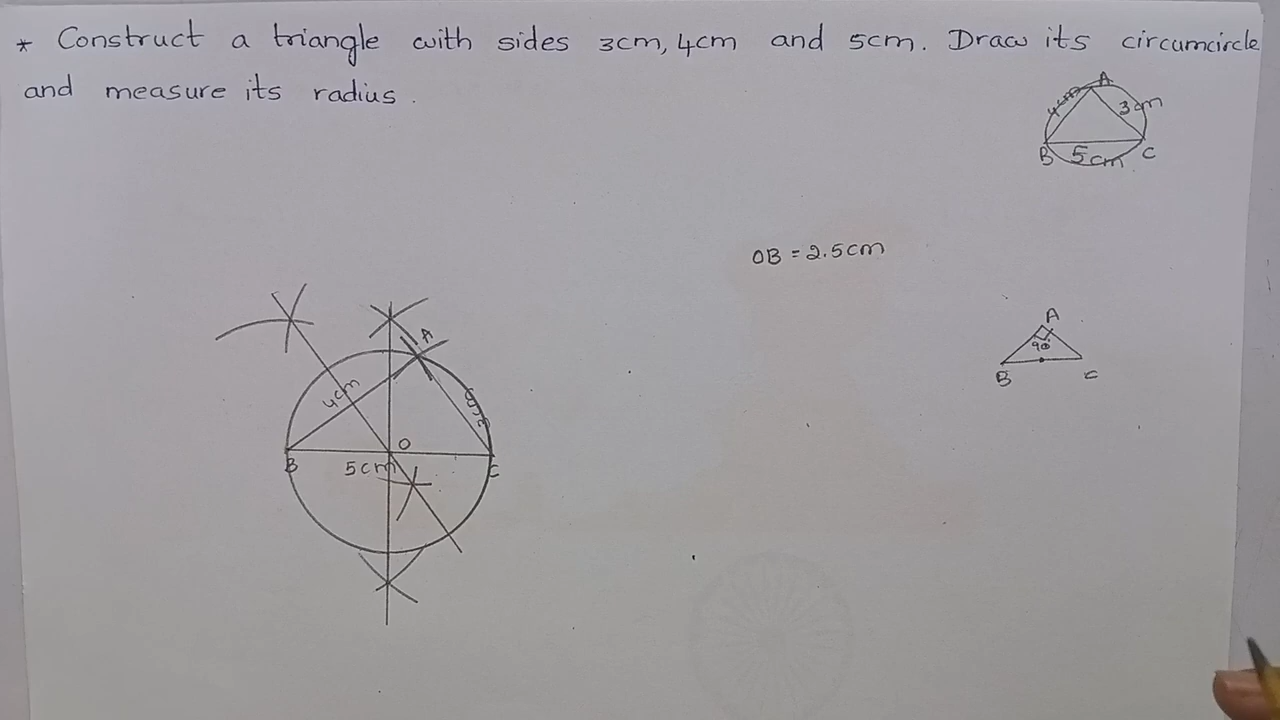 * Construct a triangle with sides 3cm, 4cm and 5cm. Draw its circumcircle
and measure its radius.
A
4cm
3cm
B
5cm
C
OB = 2.5cm
A
4cm
3cm
O
B
5cm
C
A
90
B
C